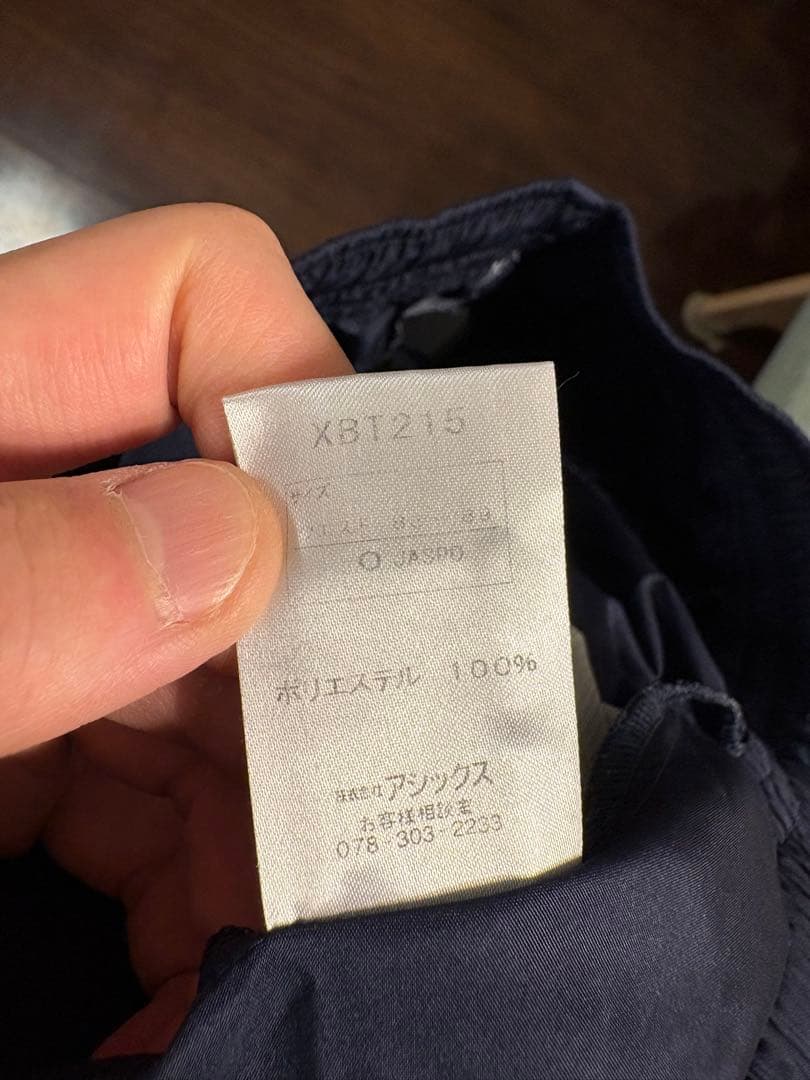 XBT215
サイズ
O JASPO
ポリエステル 100%
株式会社アシックス
お客様相談室
078-303-2233